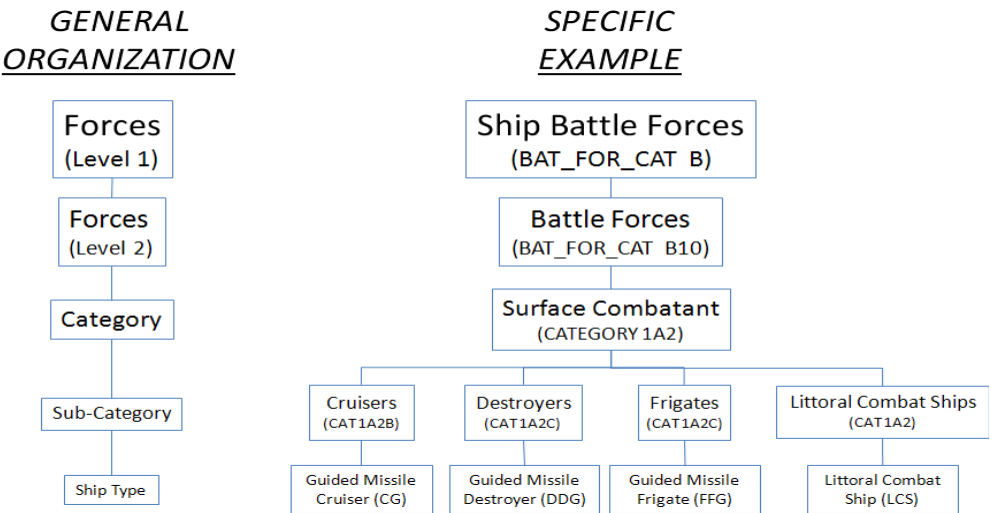 GENERAL
ORGANIZATION
Forces
(Level 1)
Forces
(Level 2)
Category
Sub-Category
Ship Type
SPECIFIC
EXAMPLE
Ship Battle Forces
(BAT_FOR_CAT B)
Battle Forces
(BAT_FOR_CAT B10)
Surface Combatant
(CATEGORY 1A2)
Cruisers
(CAT1A2B)
Destroyers
(CAT1A2C)
Frigates
(CAT1A2C)
Littoral Combat Ships
(CAT1A2)
Guided Missile
Cruiser (CG)
Guided Missile
Destroyer (DDG)
Guided Missile
Frigate (FFG)
Littoral Combat
Ship (LCS)